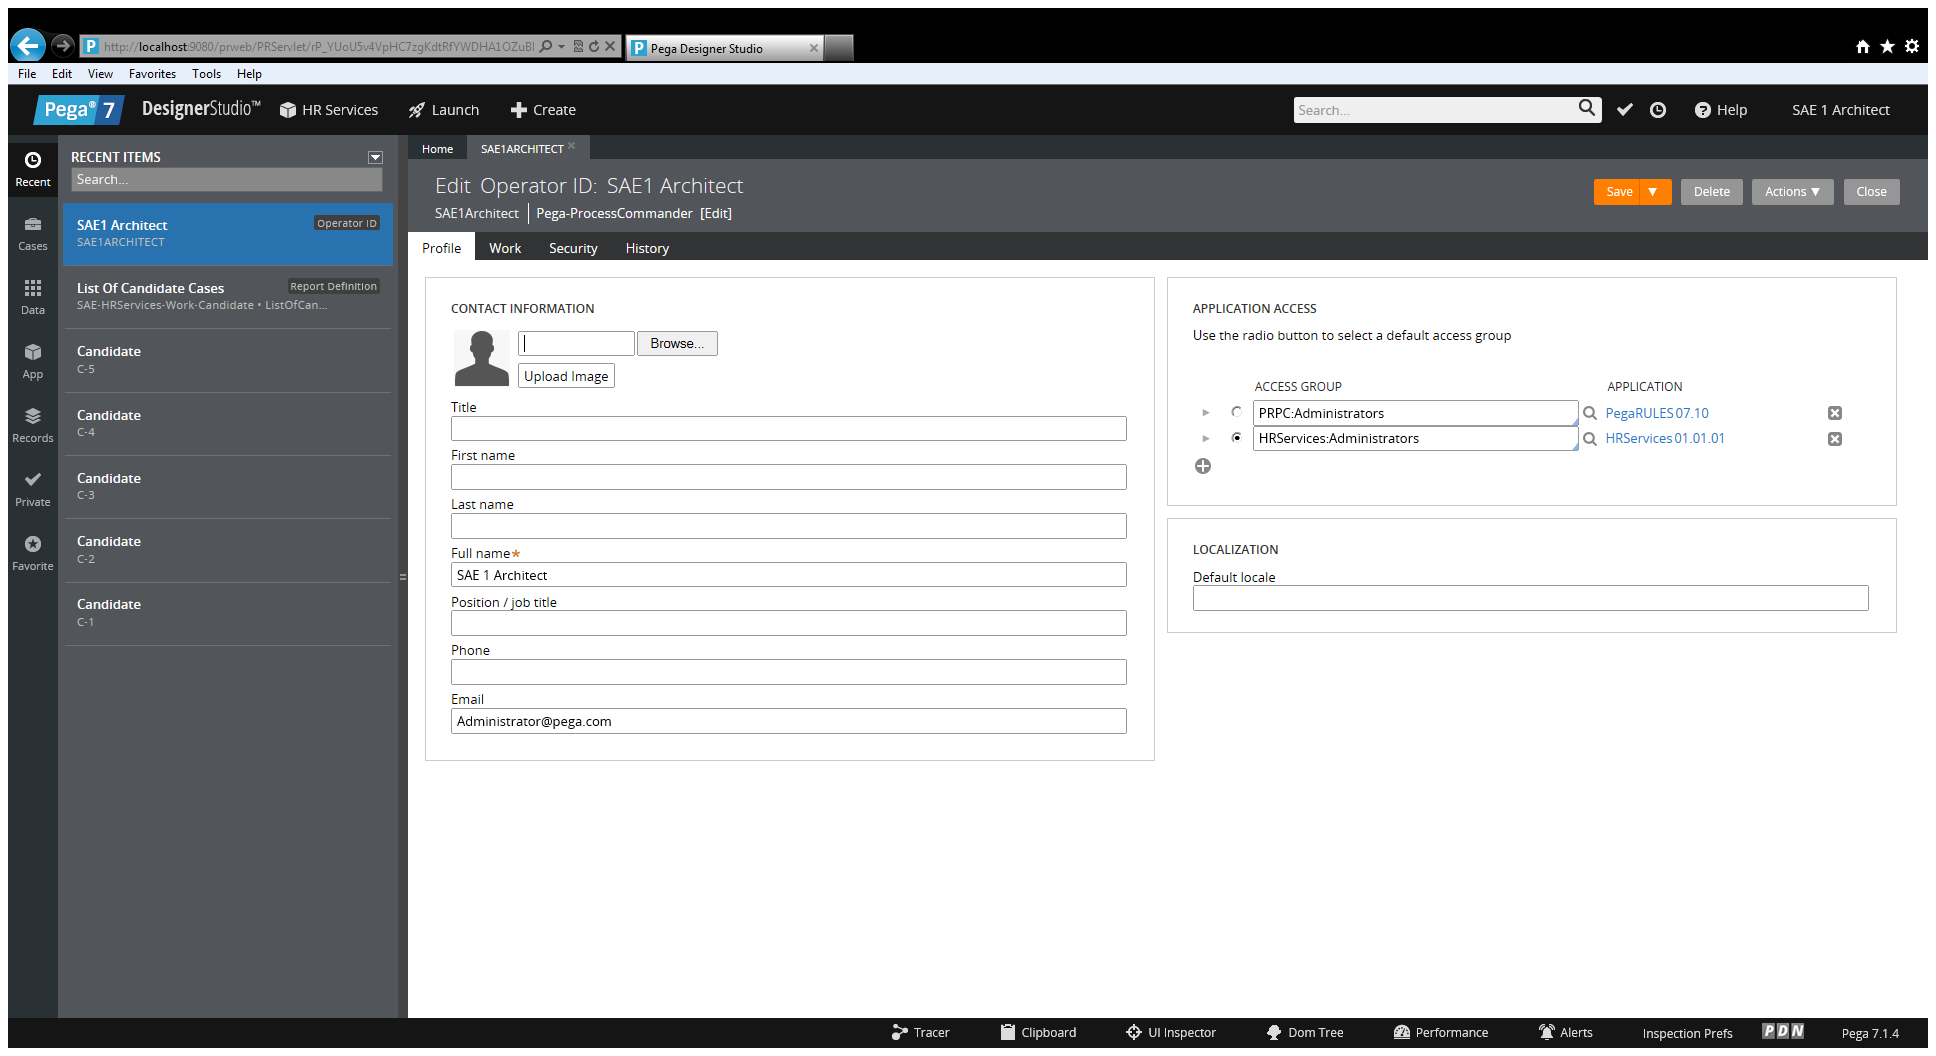 http://localhost:9080/prweb/PRServlet/rP_YUoU5v4VpHC7zgKdtRfYWDHA1OZuBl
Pega Designer Studio
File Edit View Favorites Tools Help
Pega® 7
DesignerStudio™
HR Services
Launch
Create
Search...
Help
SAE 1 Architect
Recent
Cases
Data
App
Records
Private
Favorite
RECENT ITEMS
Search...
SAE1 Architect
Operator ID
SAE1ARCHITECT
List Of Candidate Cases
Report Definition
SAE-HRServices-Work-Candidate • ListOfCan...
Candidate
C-5
Candidate
C-4
Candidate
C-3
Candidate
C-2
Candidate
C-1
Home
SAE1ARCHITECT
Edit Operator ID: SAE1 Architect
SAE1Architect
Pega-ProcessCommander [Edit]
Save
Delete
Actions
Close
Profile
Work
Security
History
CONTACT INFORMATION
Browse...
Upload Image
Title
First name
Last name
Full name*
SAE 1 Architect
Position / job title
Phone
Email
Administrator@pega.com
APPLICATION ACCESS
Use the radio button to select a default access group
ACCESS GROUP
APPLICATION
PRPC:Administrators
PegaRULES 07.10
HRServices:Administrators
HRServices 01.01.01
LOCALIZATION
Default locale
Tracer
Clipboard
UI Inspector
Dom Tree
Performance
Alerts
Inspection Prefs
PDN
Pega 7.1.4